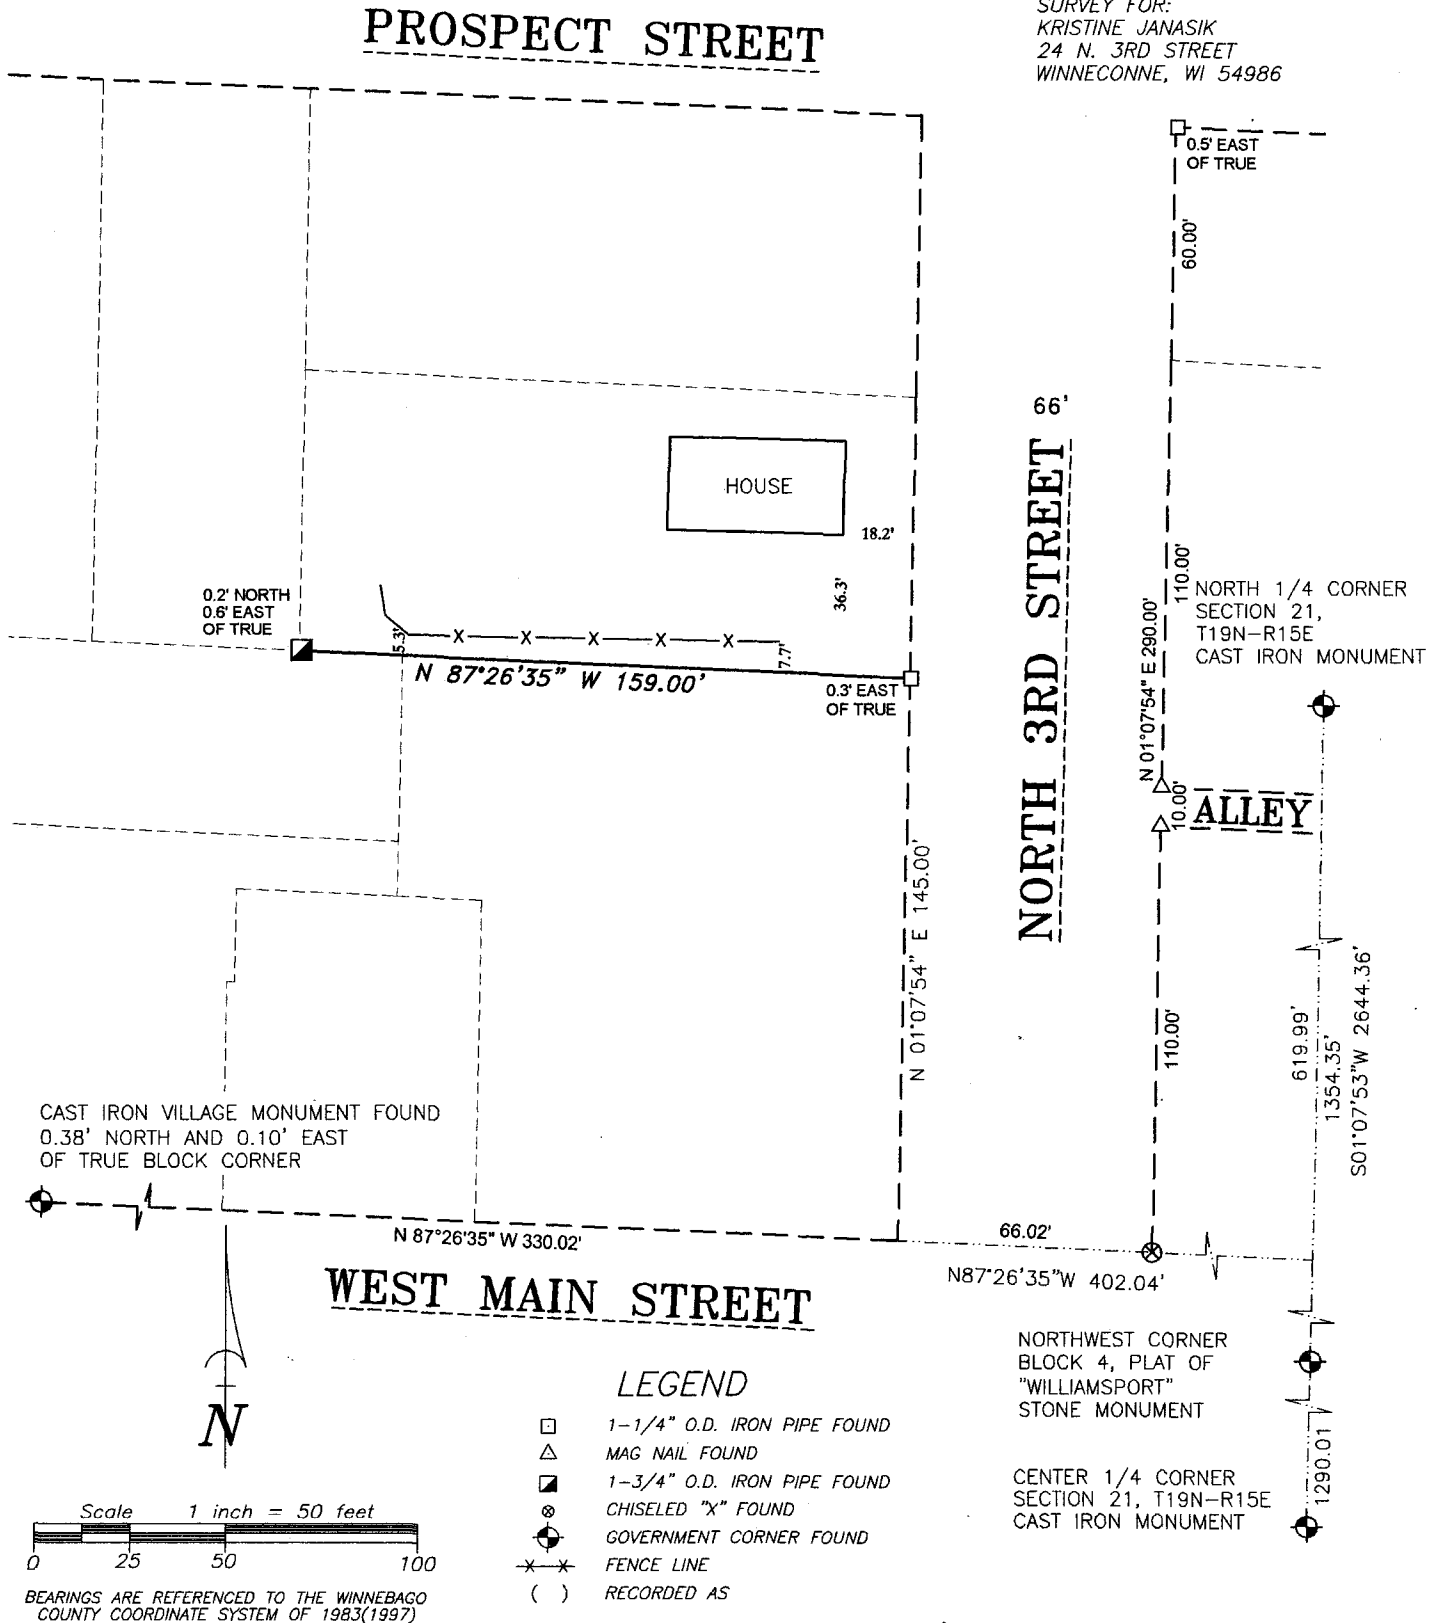 PROSPECT STREET
SURVEY FOR:
KRISTINE JANASIK
24 N. 3RD STREET
WINNECONNE, WI 54986
0.5' EAST
OF TRUE
60.00'
66'
HOUSE
18.2'
36.3'
NORTH 3RD STREET
110.00'
N 01°07'54" E 290.00'
NORTH 1/4 CORNER
SECTION 21,
T19N-R15E
CAST IRON MONUMENT
0.2' NORTH
0.6' EAST
OF TRUE
X X X X X
5.3'
7.7'
N 87°26'35" W 159.00'
0.3' EAST
OF TRUE
10.00'
ALLEY
N 01°07'54" E 145.00'
110.00'
619.99'
1354.35'
S01°07'53"W 2644.36'
CAST IRON VILLAGE MONUMENT FOUND
0.38' NORTH AND 0.10' EAST
OF TRUE BLOCK CORNER
N 87°26'35" W 330.02'
66.02'
N87°26'35"W 402.04'
WEST MAIN STREET
NORTHWEST CORNER
BLOCK 4, PLAT OF
"WILLIAMSPORT"
STONE MONUMENT
CENTER 1/4 CORNER
SECTION 21, T19N-R15E
CAST IRON MONUMENT
1290.01
N
LEGEND
1-1/4" O.D. IRON PIPE FOUND
MAG NAIL FOUND
1-3/4" O.D. IRON PIPE FOUND
CHISELED "X" FOUND
GOVERNMENT CORNER FOUND
X X FENCE LINE
( ) RECORDED AS
Scale 1 inch = 50 feet
0 25 50 100
BEARINGS ARE REFERENCED TO THE WINNEBAGO
COUNTY COORDINATE SYSTEM OF 1983(1997)